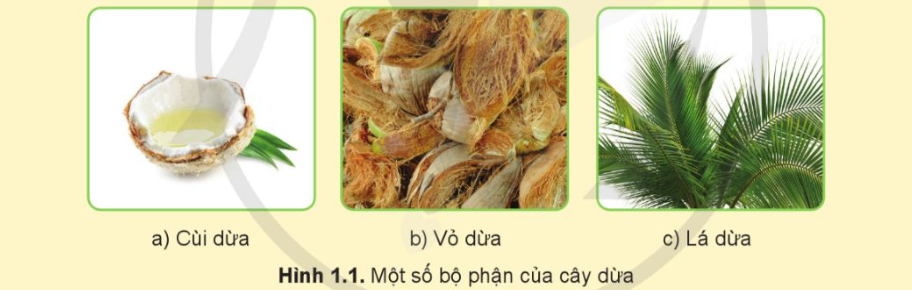 a) Cùi dừa
b) Vỏ dừa
c) Lá dừa
Hình 1.1. Một số bộ phận của cây dừa